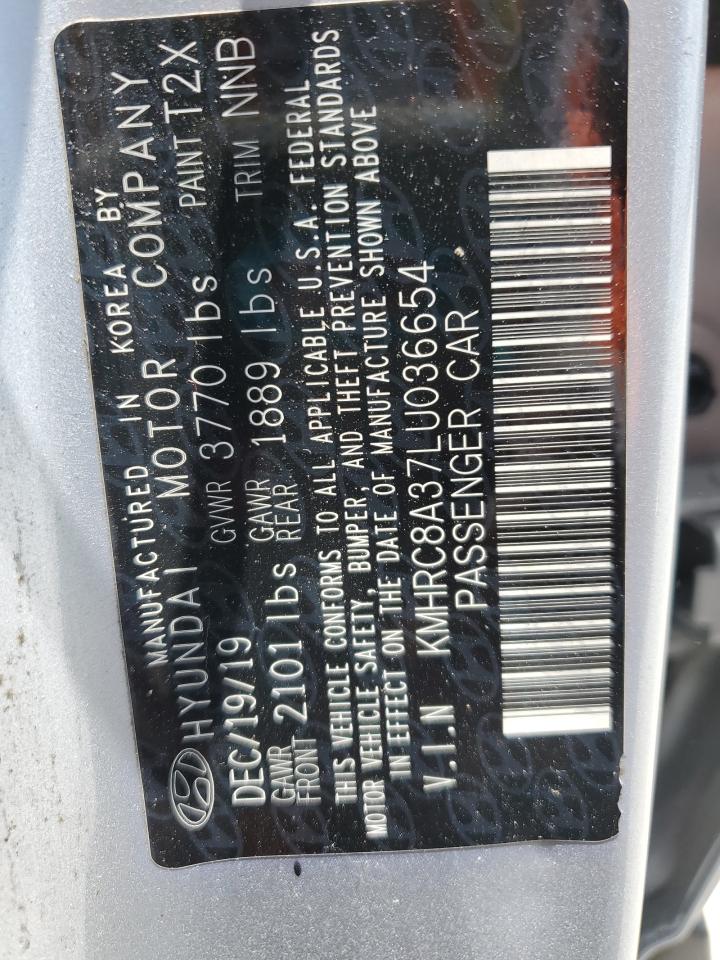 MANUFACTURED IN KOREA BY
HYUNDAI MOTOR COMPANY
DEC/19/19 GVWR 3770 lbs PAINT T2X
GAWR FRONT 2101 lbs GAWR REAR 1889 lbs TRIM NNB
THIS VEHICLE CONFORMS TO ALL APPLICABLE U.S.A. FEDERAL
MOTOR VEHICLE SAFETY, BUMPER, AND THEFT PREVENTION STANDARDS
IN EFFECT ON THE DATE OF MANUFACTURE SHOWN ABOVE
V.I.N KMHRC8A37LU036654
PASSENGER CAR